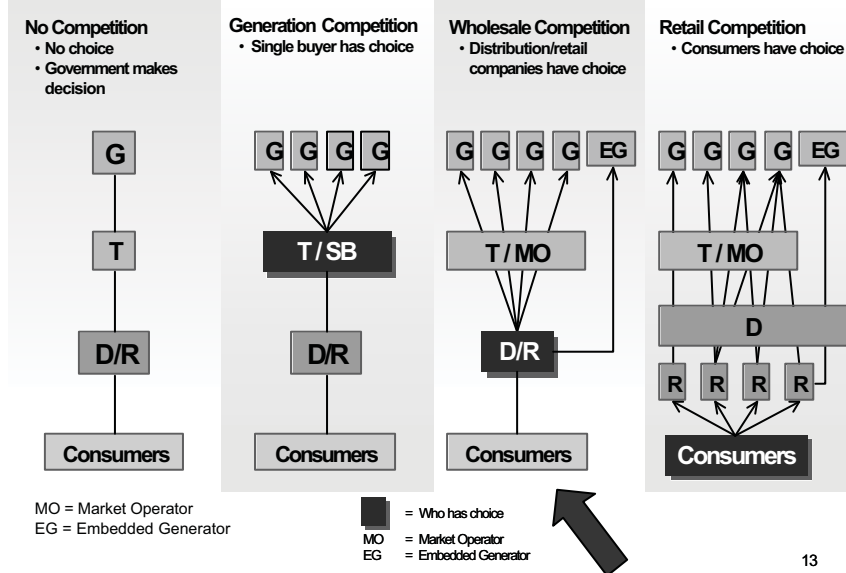 No Competition
• No choice
• Government makes
decision
G
T
D/R
Consumers
Generation Competition
• Single buyer has choice
G G G G
T / SB
D/R
Consumers
Wholesale Competition
• Distribution/retail
companies have choice
G G G G EG
T / MO
D/R
Consumers
Retail Competition
• Consumers have choice
G G G G EG
T / MO
D
R R R R
Consumers
MO = Market Operator
EG = Embedded Generator
= Who has choice
MO = Market Operator
EG = Embedded Generator
13